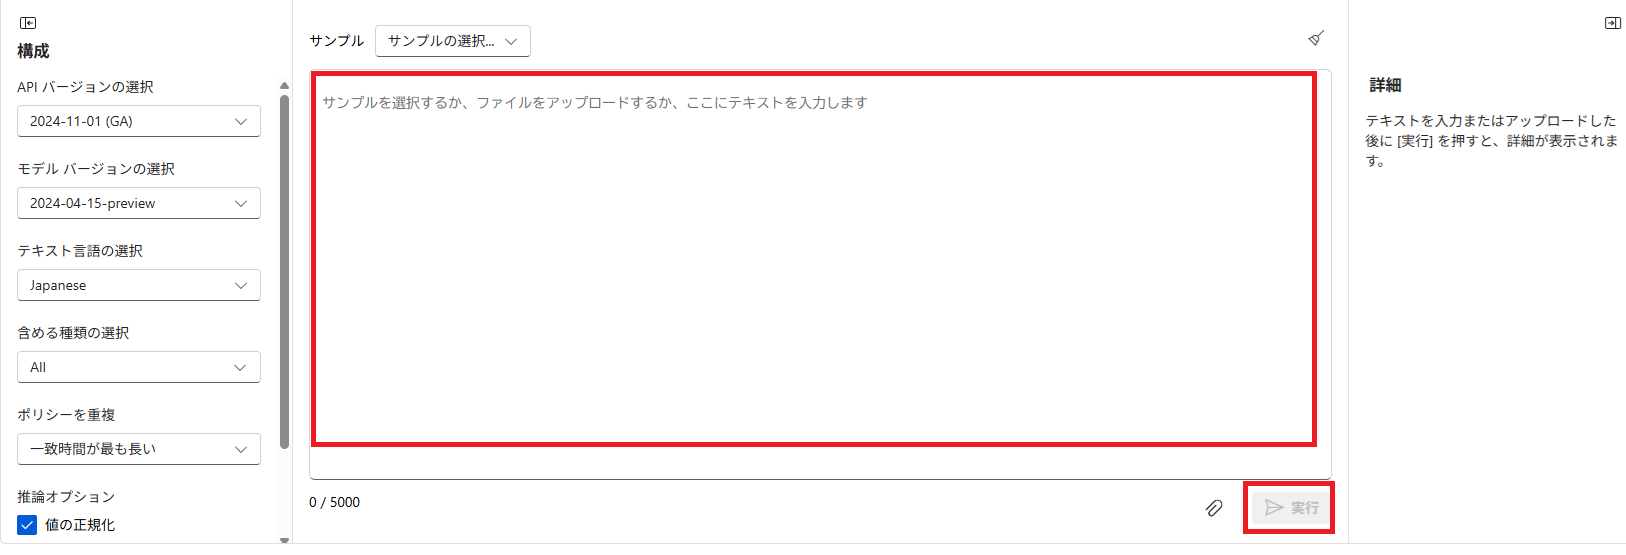 構成
API バージョンの選択
2024-11-01 (GA)
モデル バージョンの選択
2024-04-15-preview
テキスト言語の選択
Japanese
含める種類の選択
All
ポリシーを重複
一致時間が最も長い
推論オプション
値の正規化
サンプル
サンプルの選択...
サンプルを選択するか、ファイルをアップロードするか、ここにテキストを入力します
0 / 5000
実行
詳細
テキストを入力またはアップロードした
後に [実行] を押すと、詳細が表示されま
す。